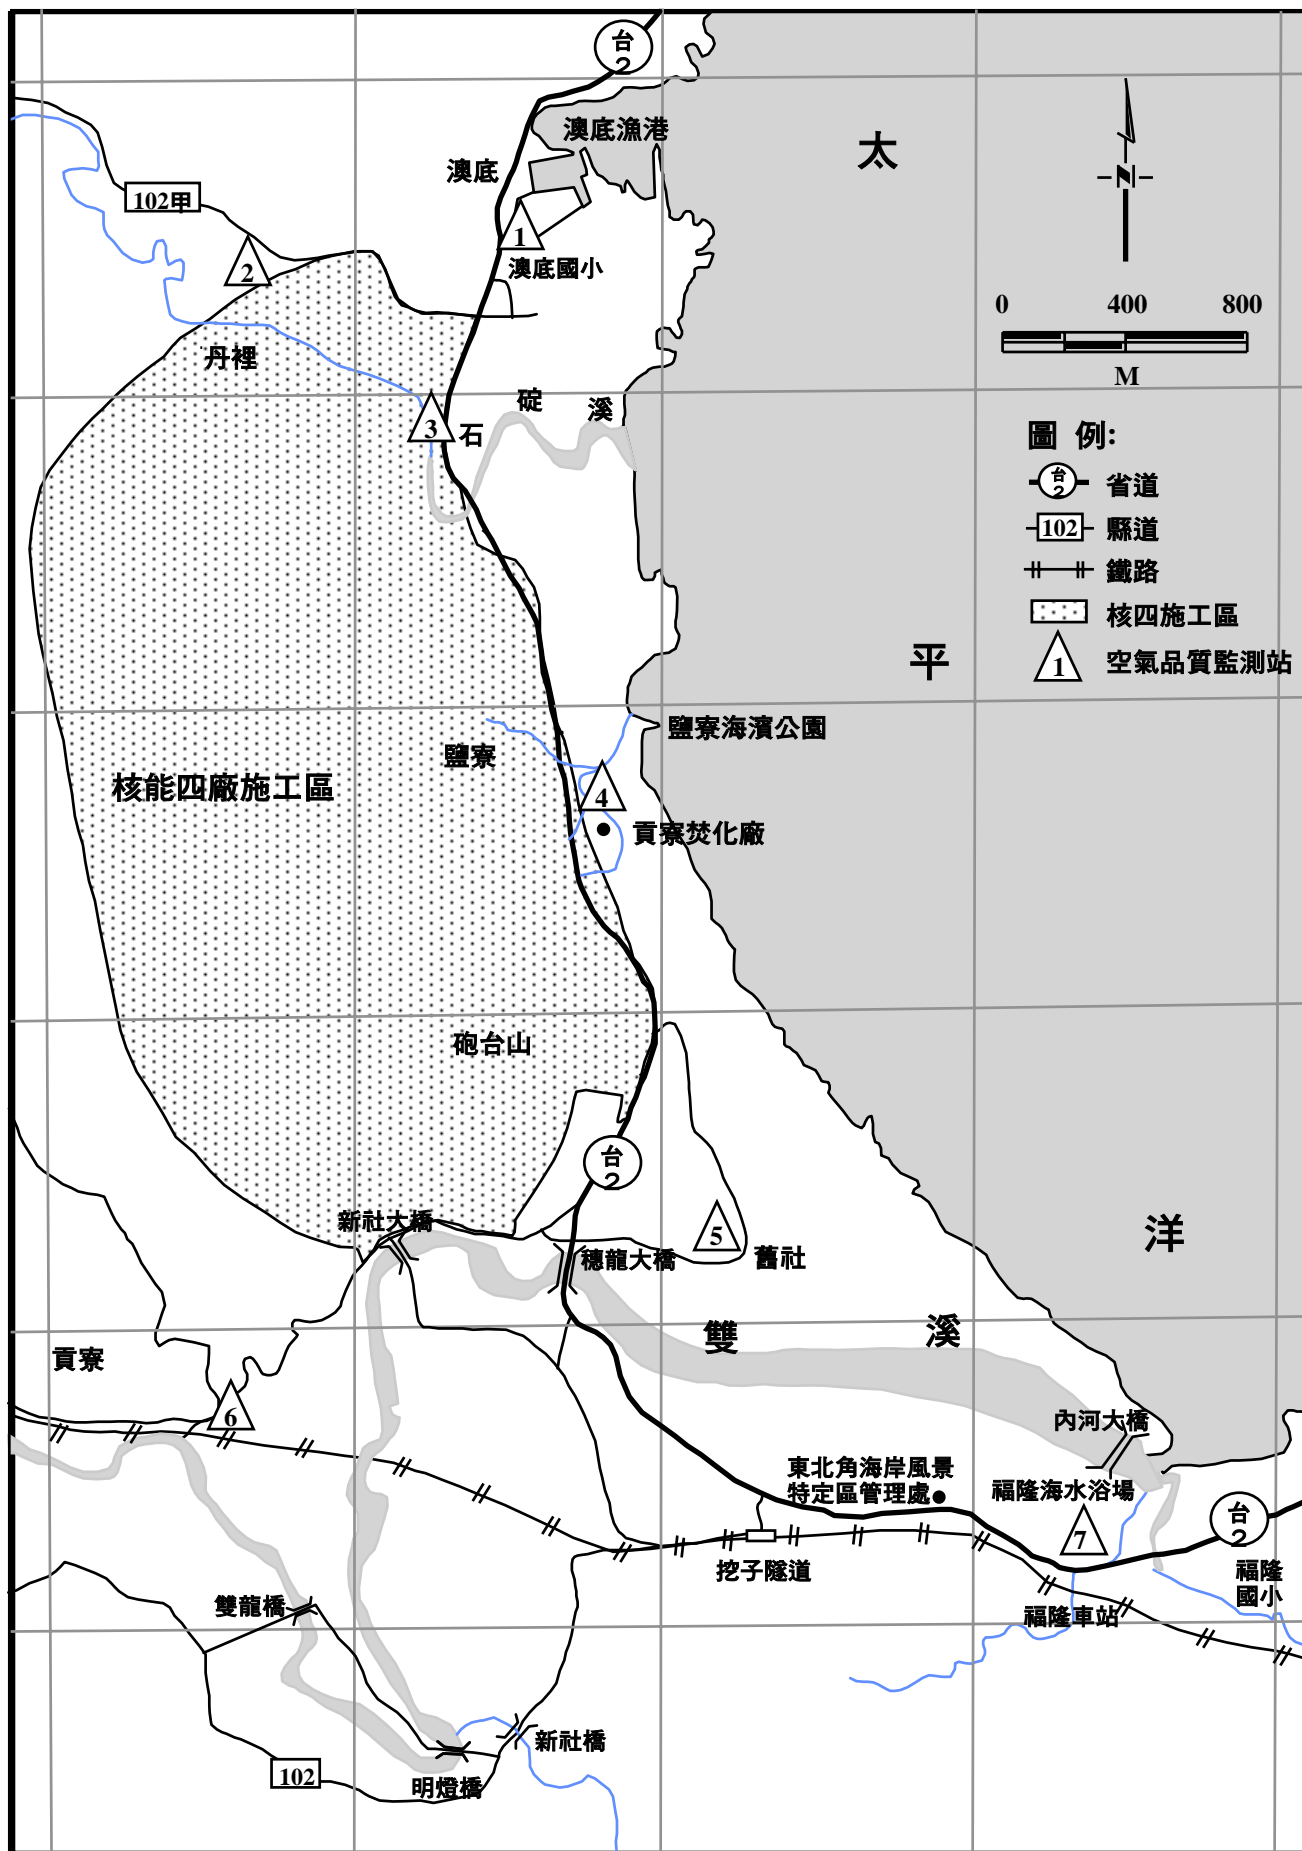 台
2
澳底漁港
太
澳底
102甲
1
澳底國小
2
0 400 800
M
丹裡
碇 溪
3
石
圖 例:
台
2
省道
102
縣道
鐵路
核四施工區
1
空氣品質監測站
平
鹽寮海濱公園
鹽寮
核能四廠施工區
4
貢寮焚化廠
砲台山
台
2
新社大橋
5
舊社
穗龍大橋
洋
雙 溪
貢寮
6
內河大橋
東北角海岸風景
特定區管理處
福隆海水浴場
台
2
7
挖子隧道
福隆
國小
雙龍橋
福隆車站
新社橋
102
明燈橋
N